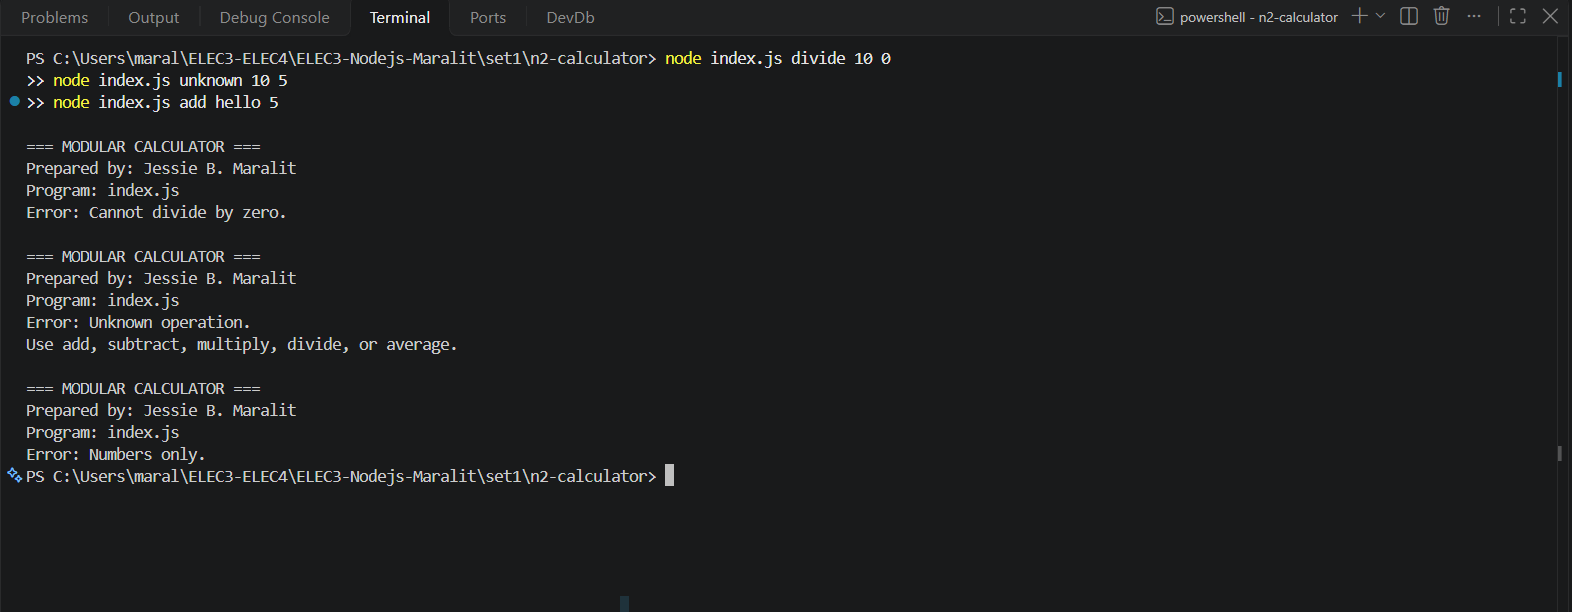 Problems Output Debug Console Terminal Ports DevDb powershell - n2-calculator
PS C:\Users\maral\ELEC3-ELEC4\ELEC3-Nodejs-Maralit\set1\n2-calculator> node index.js divide 10 0
>> node index.js unknown 10 5
>> node index.js add hello 5
=== MODULAR CALCULATOR ===
Prepared by: Jessie B. Maralit
Program: index.js
Error: Cannot divide by zero.
=== MODULAR CALCULATOR ===
Prepared by: Jessie B. Maralit
Program: index.js
Error: Unknown operation.
Use add, subtract, multiply, divide, or average.
=== MODULAR CALCULATOR ===
Prepared by: Jessie B. Maralit
Program: index.js
Error: Numbers only.
PS C:\Users\maral\ELEC3-ELEC4\ELEC3-Nodejs-Maralit\set1\n2-calculator>